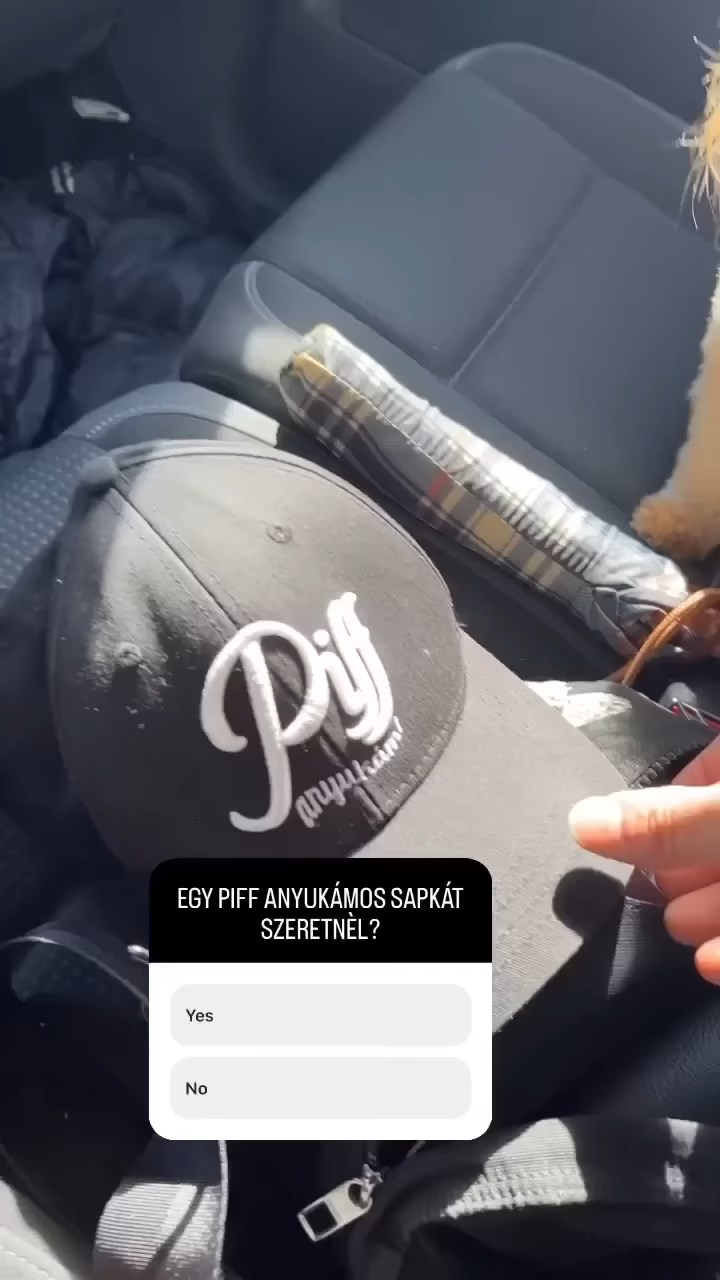 Piff
anyukám!
EGY PIFF ANYUKÁMOS SAPKÁT
SZERETNÈL?
Yes
No